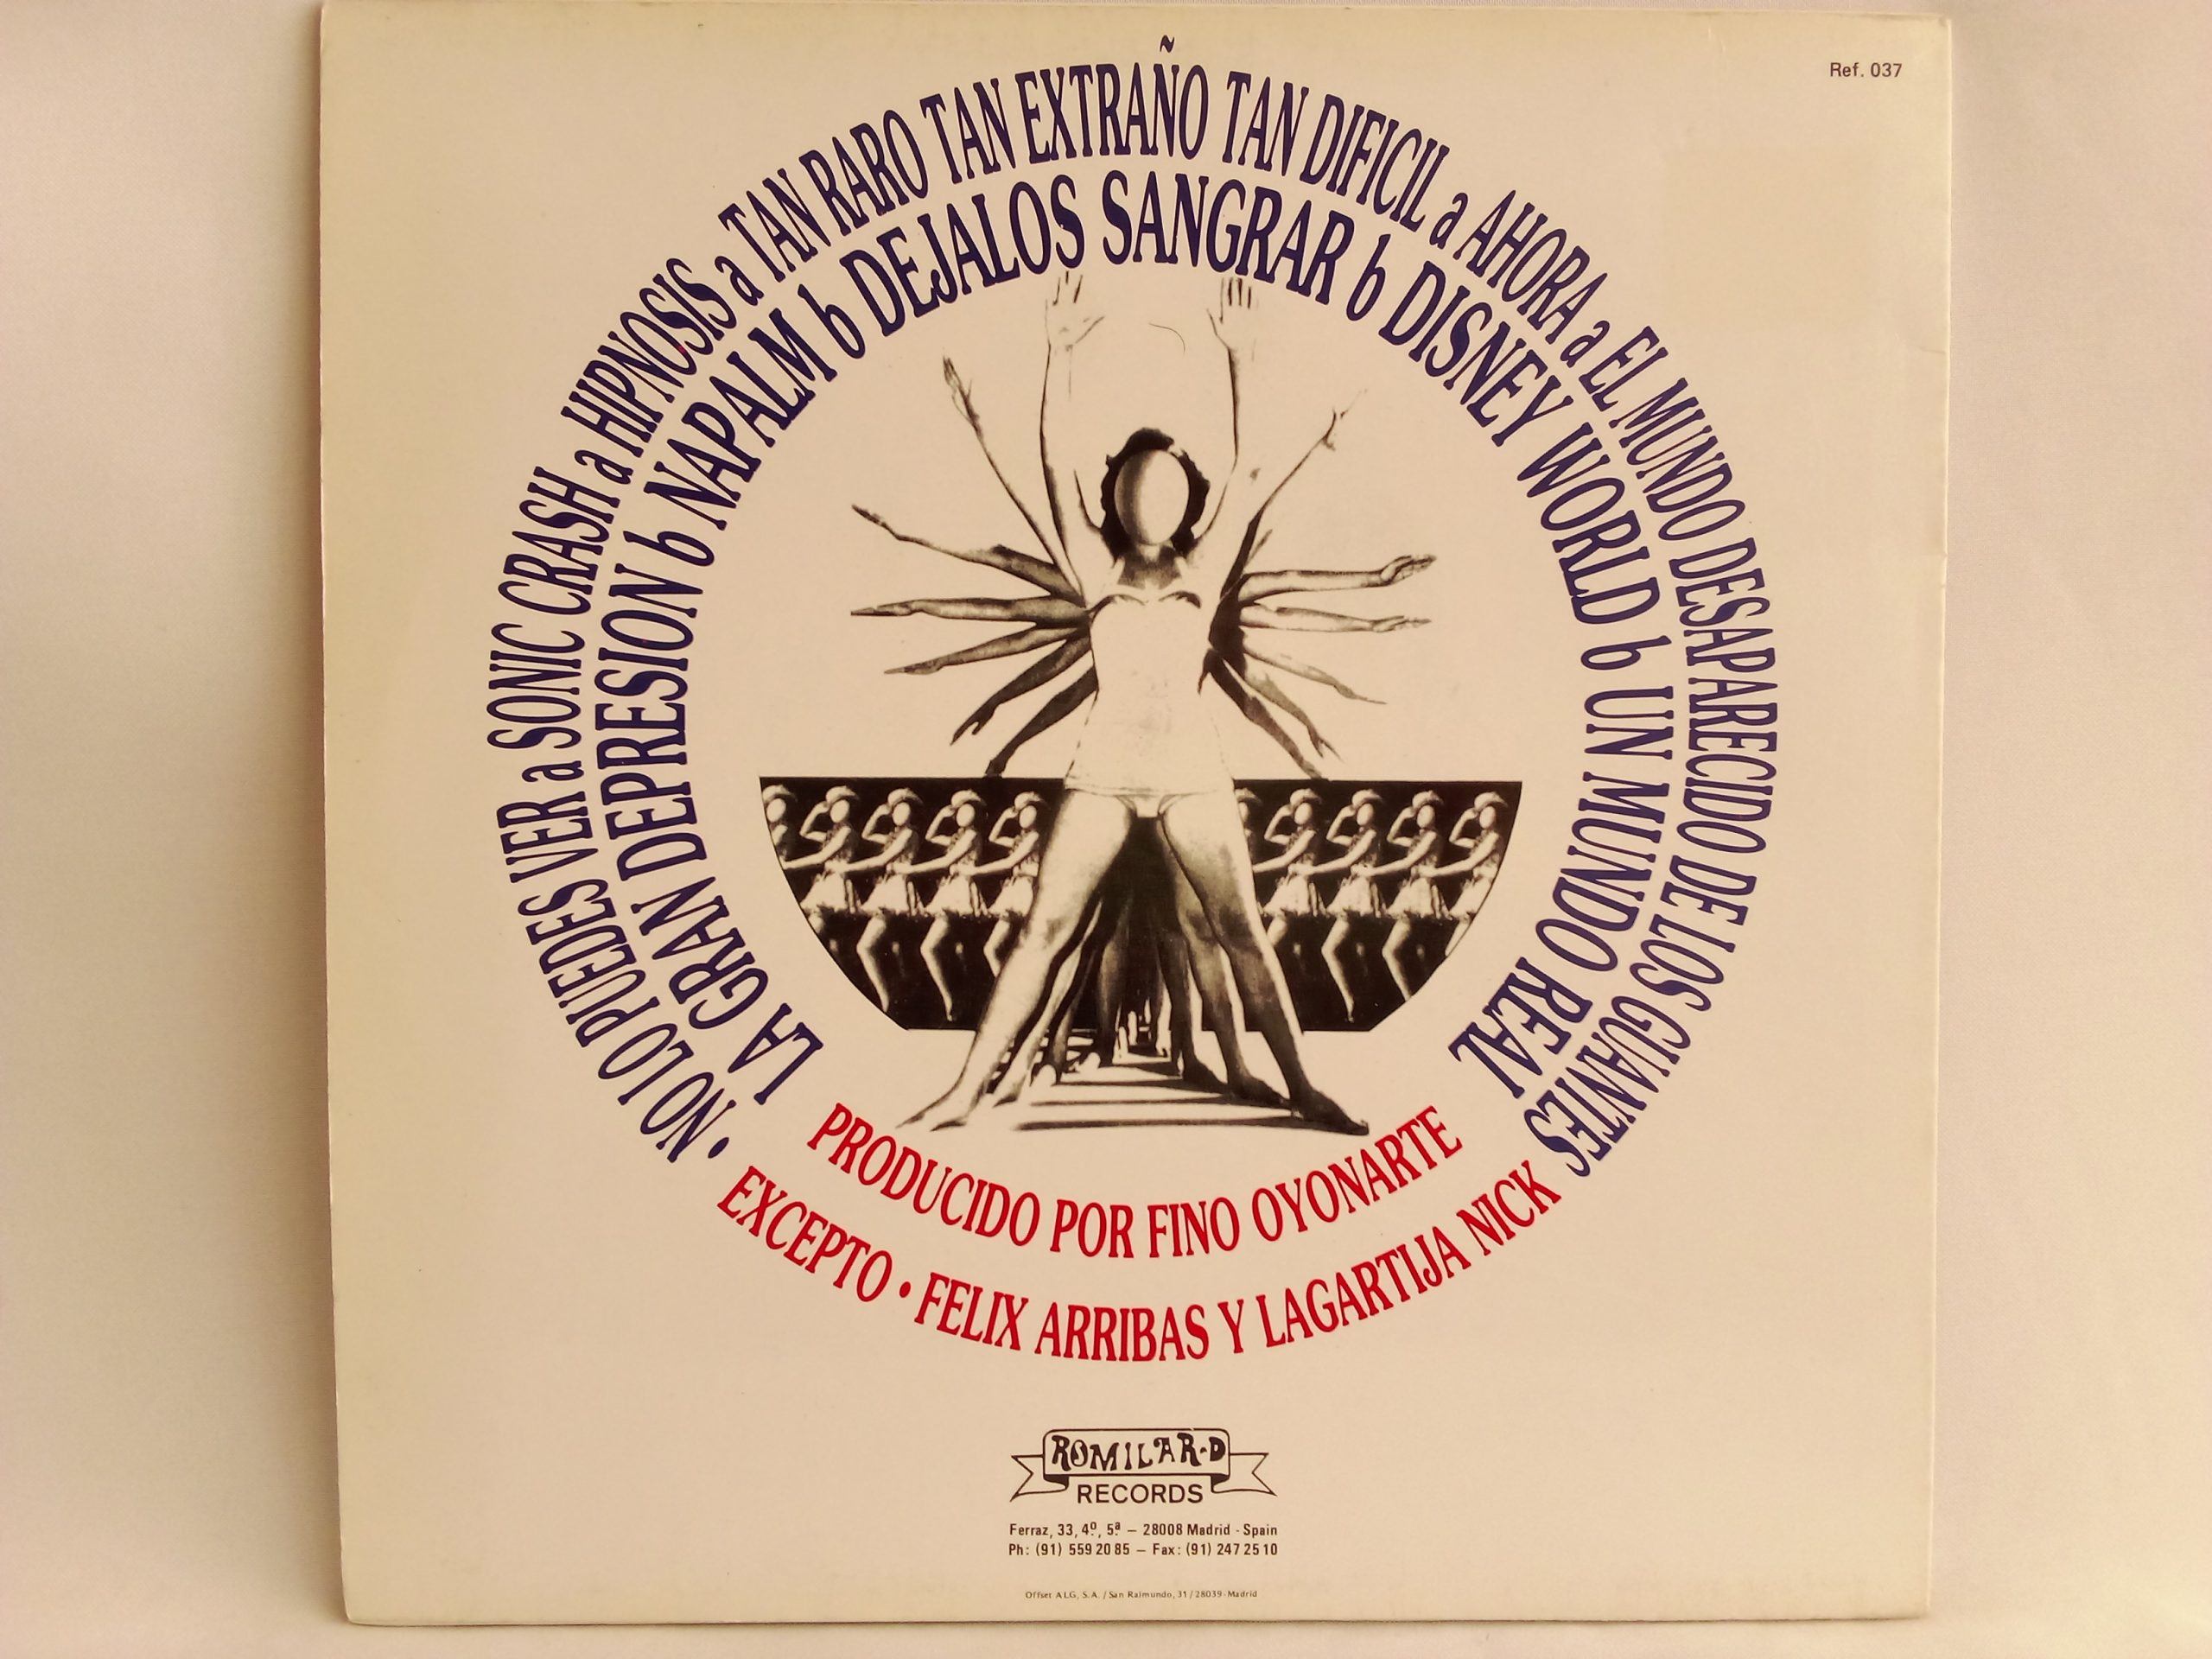 Ref. 037
• NO LO PUEDES VER a SONIC CRASH a HIPNOSIS a TAN RARO TAN EXTRAÑO TAN DIFICIL a AHORA a EL MUNDO DESAPARECIDO DE LOS GUANTES
LA GRAN DEPRESION b NAPALM b DEJALOS SANGRAR b DISNEY WORLD b UN MUNDO REAL
PRODUCIDO POR FINO OYONARTE
EXCEPTO • FELIX ARRIBAS Y LAGARTIJA NICK
ROMILAR-D
RECORDS
Ferraz, 33, 4º, 5ª — 28008 Madrid - Spain
Ph: (91) 559 20 85 — Fax: (91) 247 25 10
Offset ALG, S.A. / San Raimundo, 31 / 28039-Madrid